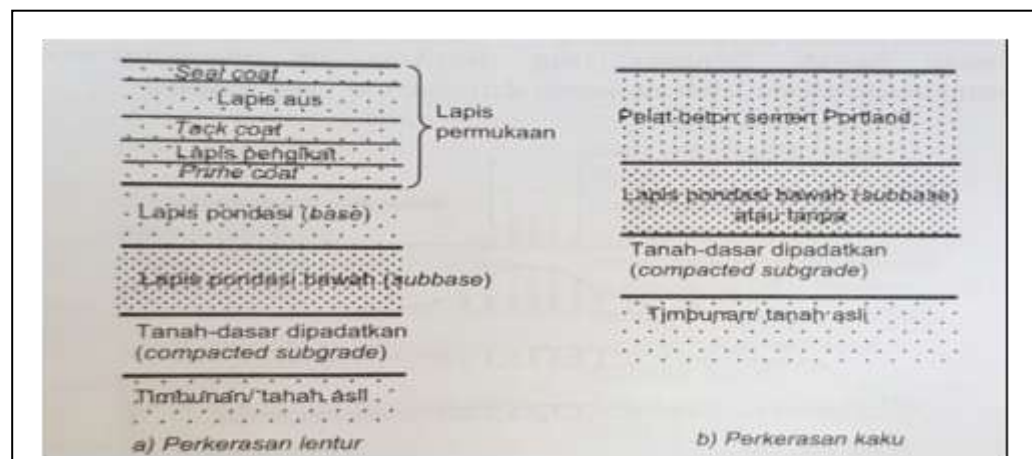 Seal coat
Lapis aus
Tack coat
Lapis pengikat
Prime coat
Lapis permukaan
Lapis pondasi (base)
Lapis pondasi bawah (subbase)
Tanah-dasar dipadatkan
(compacted subgrade)
Timbunan/ tanah asli
a) Perkerasan lentur
Pelat beton semen Portland
Lapis pondasi bawah (subbase)
atau tanpa
Tanah-dasar dipadatkan
(compacted subgrade)
Timbunan/ tanah asli
b) Perkerasan kaku